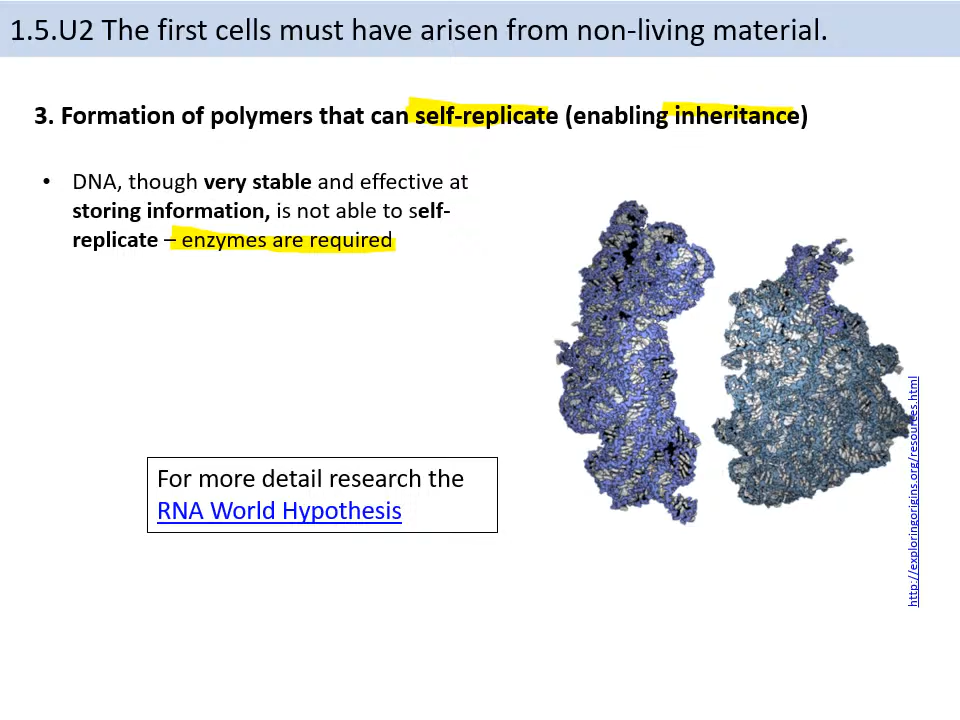 1.5.U2 The first cells must have arisen from non-living material.
3. Formation of polymers that can self-replicate (enabling inheritance)
• DNA, though very stable and effective at
storing information, is not able to self-
replicate – enzymes are required
For more detail research the
RNA World Hypothesis
http://exploringorigins.org/resources.html